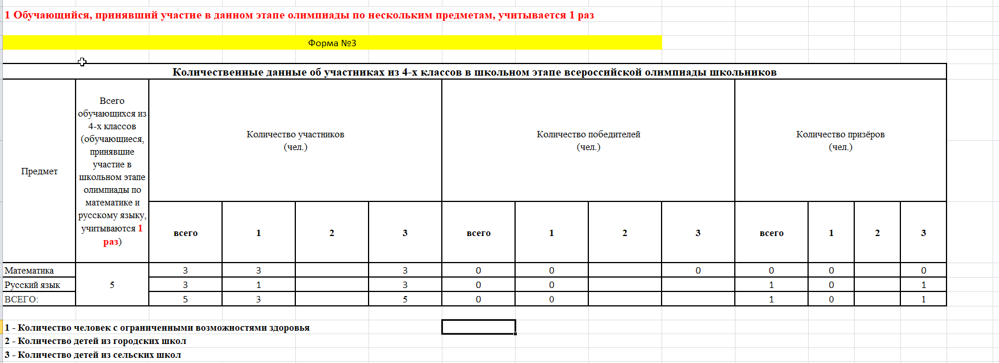 1 Обучающийся, принявший участие в данном этапе олимпиады по нескольким предметам, учитывается 1 раз
Форма №3
Количественные данные об участниках из 4-х классов в школьном этапе всероссийской олимпиады школьников
Предмет
Всего
обучающихся из
4-х классов
(обучающиеся,
принявшие
участие в
школьном этапе
олимпиады по
математике и
русскому языку,
учитываются 1
раз)
Количество участников
(чел.)
Количество победителей
(чел.)
Количество призёров
(чел.)
всего 1 2 3 всего 1 2 3 всего 1 2 3
Математика 5 3 3 3 0 0 0 0 0 0
Русский язык 3 1 3 0 0 1 0 1
ВСЕГО: 5 3 5 0 0 1 0 1
1 - Количество человек с ограниченными возможностями здоровья
2 - Количество детей из городских школ
3 - Количество детей из сельских школ